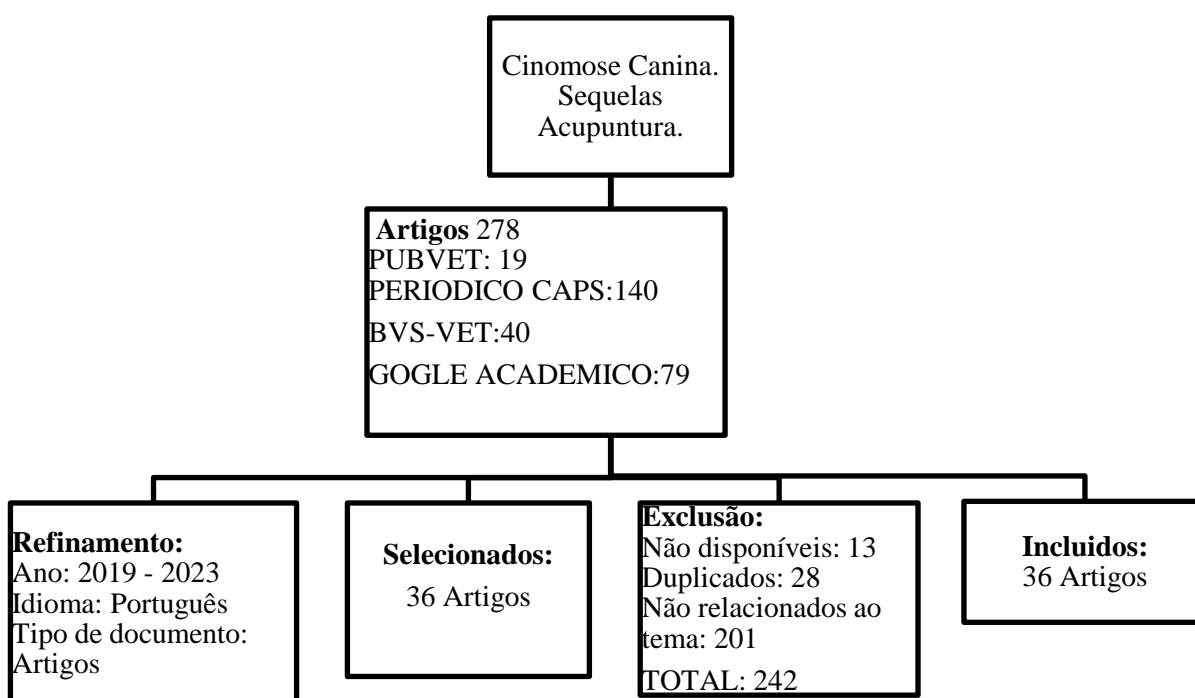 Cinomose Canina.
Sequelas
Acupuntura.
Artigos 278
PUBVET: 19
PERIODICO CAPS:140
BVS-VET:40
GOGLE ACADEMICO:79
Refinamento:
Ano: 2019 - 2023
Idioma: Português
Tipo de documento:
Artigos
Selecionados:
36 Artigos
Exclusão:
Não disponíveis: 13
Duplicados: 28
Não relacionados ao
tema: 201
TOTAL: 242
Incluidos:
36 Artigos